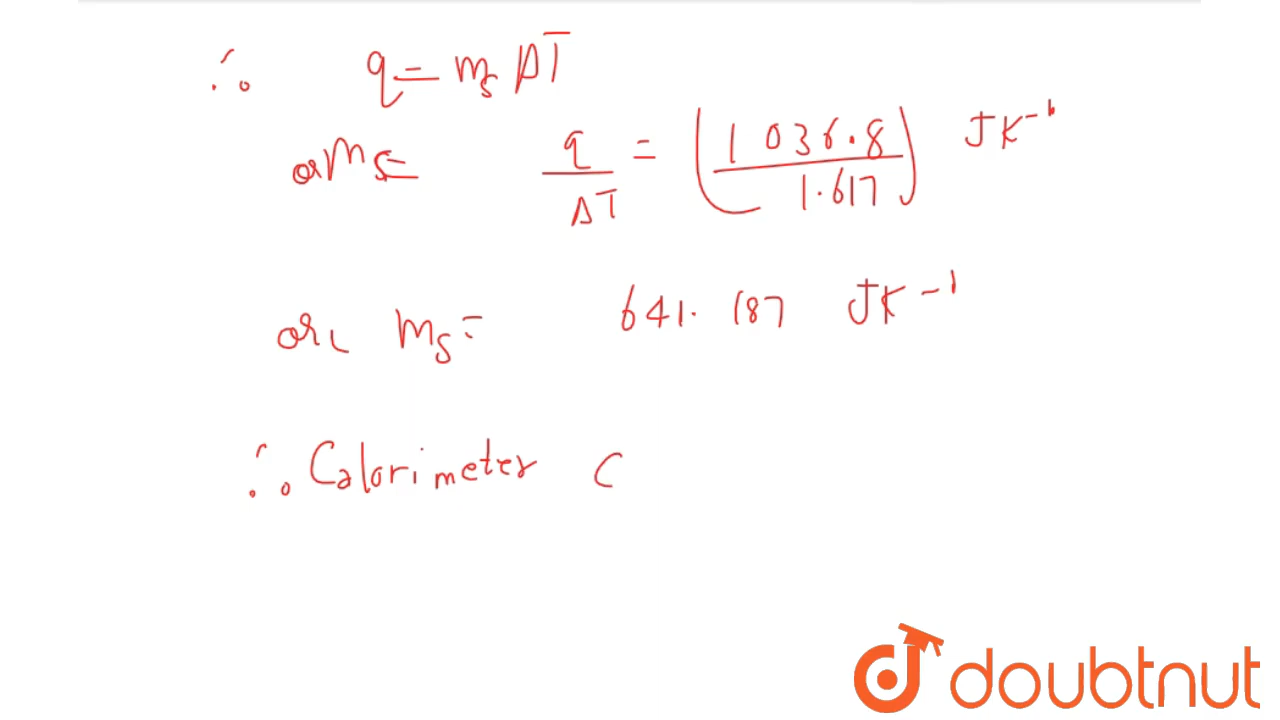 ∴ q = ms ΔT
or ms = q/ΔT = (1036.8/1.617) JK⁻¹
or, ms = 641.187 JK⁻¹
∴ Calorimeter C
doubtnut